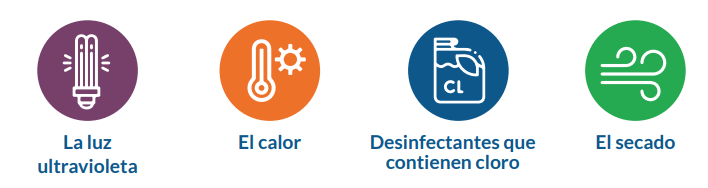 CL
La luz
ultravioleta
El calor
Desinfectantes que
contienen cloro
El secado